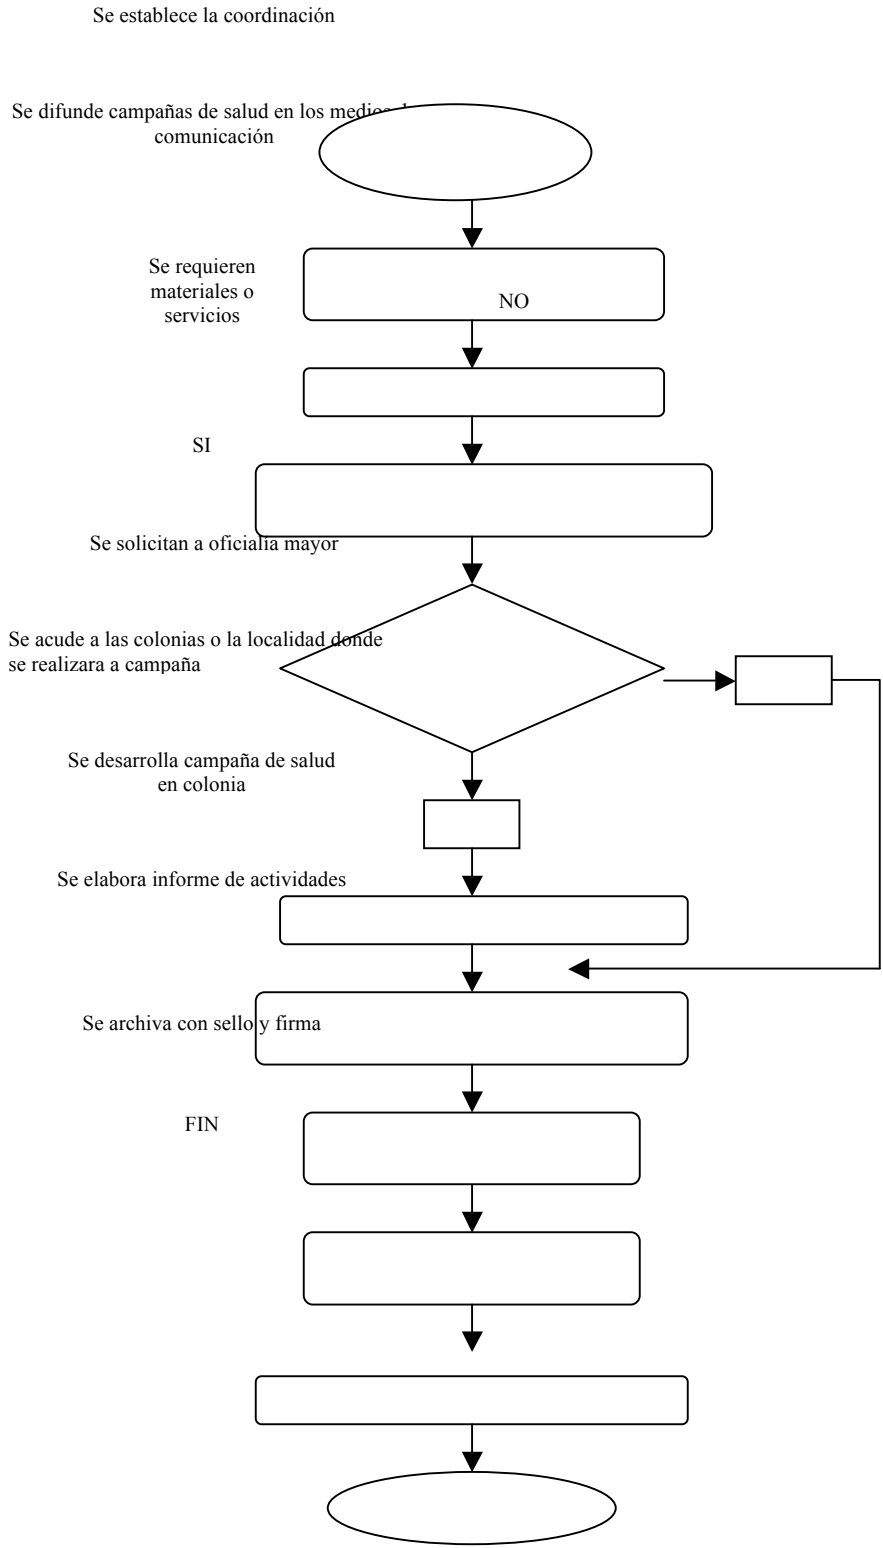 Se establece la coordinación
Se difunde campañas de salud en los medios
comunicación
Se requieren
materiales o
servicios
NO
SI
Se solicitan a oficialía mayor
Se acude a las colonias o la localidad donde
se realizara a campaña
Se desarrolla campaña de salud
en colonia
Se elabora informe de actividades
Se archiva con sello y firma
FIN